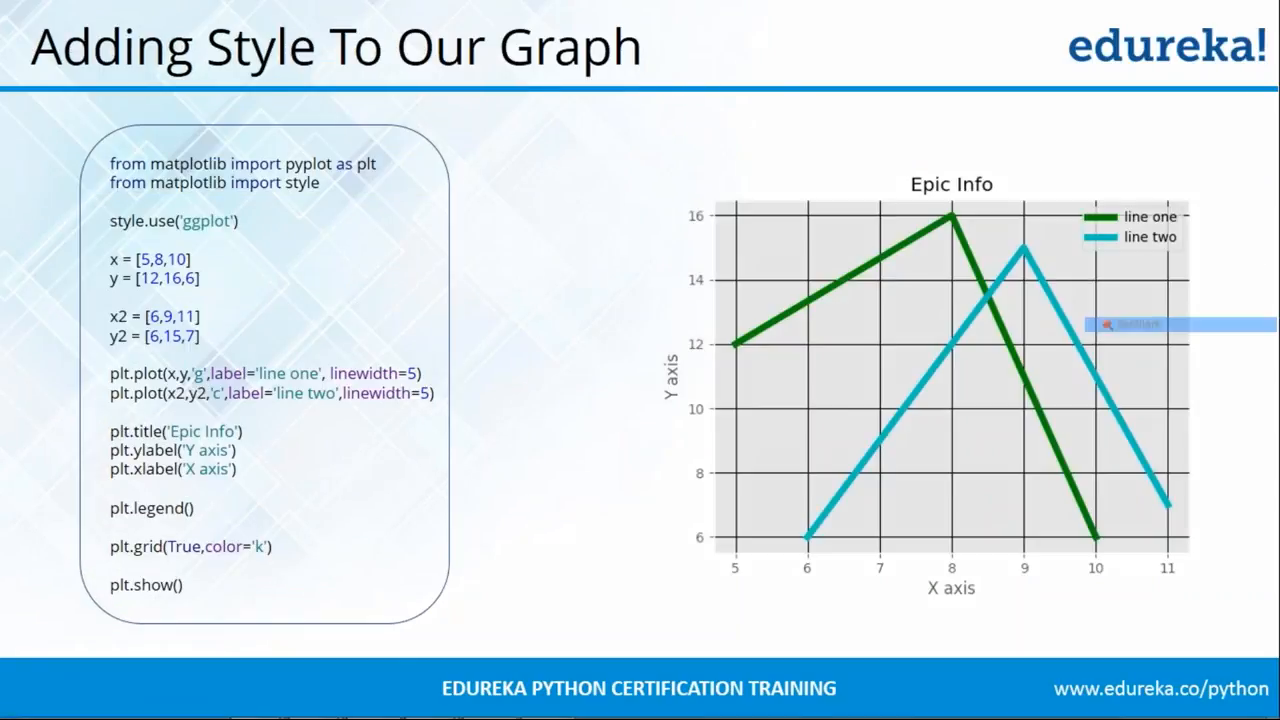 Adding Style To Our Graph
edureka!
from matplotlib import pyplot as plt
from matplotlib import style
style.use('ggplot')
x = [5,8,10]
y = [12,16,6]
x2 = [6,9,11]
y2 = [6,15,7]
plt.plot(x,y,'g',label='line one', linewidth=5)
plt.plot(x2,y2,'c',label='line two',linewidth=5)
plt.title('Epic Info')
plt.ylabel('Y axis')
plt.xlabel('X axis')
plt.legend()
plt.grid(True,color='k')
plt.show()
Epic Info
line one
line two
16
14
12
10
8
6
Y axis
5 6 7 8 9 10 11
X axis
EDUREKA PYTHON CERTIFICATION TRAINING
www.edureka.co/python